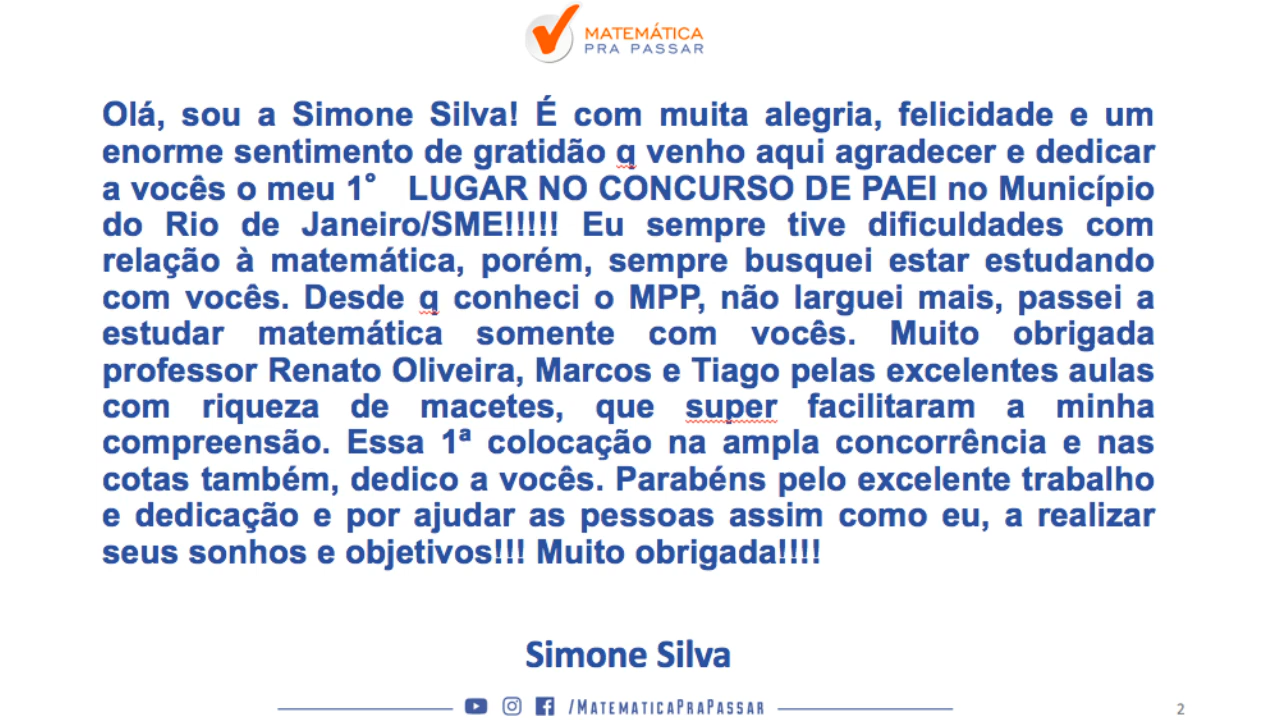 MATEMÁTICA
PRA PASSAR
Olá, sou a Simone Silva! É com muita alegria, felicidade e um
enorme sentimento de gratidão q venho aqui agradecer e dedicar
a vocês o meu 1° LUGAR NO CONCURSO DE PAEI no Município
do Rio de Janeiro/SME!!!!! Eu sempre tive dificuldades com
relação à matemática, porém, sempre busquei estar estudando
com vocês. Desde q conheci o MPP, não larguei mais, passei a
estudar matemática somente com vocês. Muito obrigada
professor Renato Oliveira, Marcos e Tiago pelas excelentes aulas
com riqueza de macetes, que super facilitaram a minha
compreensão. Essa 1ª colocação na ampla concorrência e nas
cotas também, dedico a vocês. Parabéns pelo excelente trabalho
e dedicação e por ajudar as pessoas assim como eu, a realizar
seus sonhos e objetivos!!! Muito obrigada!!!!
Simone Silva
/MATEMATICAPRAPASSAR
2